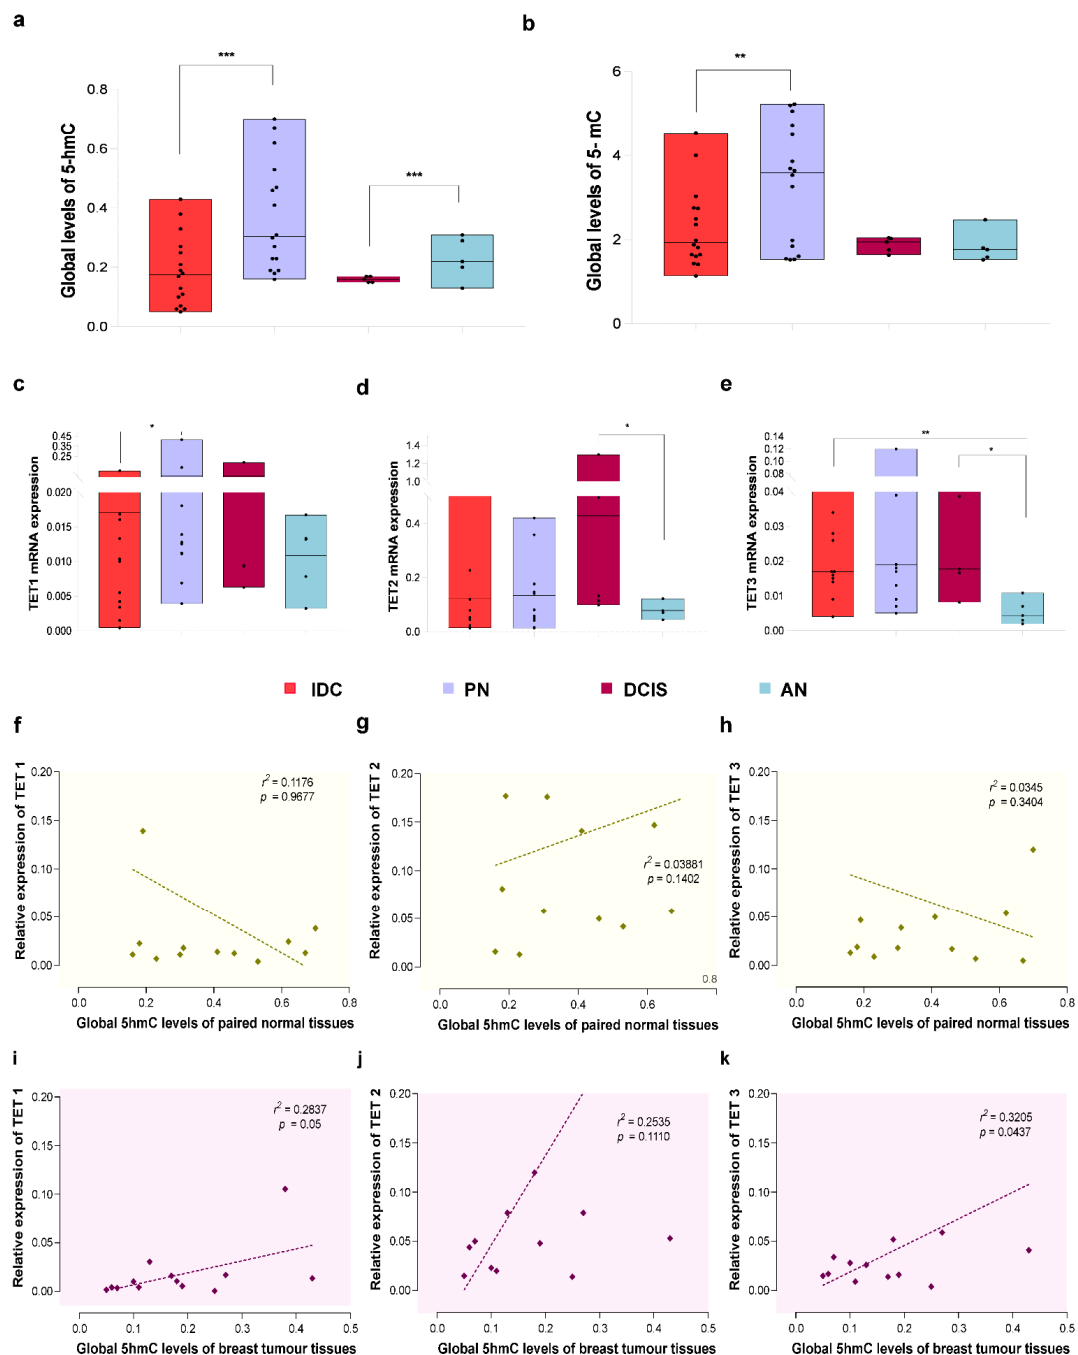 a
b
***
***
Global levels of 5-hmC
0.8
0.6
0.4
0.2
0.0
**
Global levels of 5- mC
6
4
2
0
c
d
e
*
TET1 mRNA expression
0.45
0.35
0.25
0.020
0.015
0.010
0.005
0.000
*
TET2 mRNA expression
1.4
1.2
1.0
0.4
0.2
0.0
**
*
TET3 mRNA expression
0.14
0.12
0.10
0.08
0.04
0.03
0.02
0.01
0.00
IDC PN DCIS AN
f
g
h
Relative expression of TET 1
0.20
0.15
0.10
0.05
0.00
r2 = 0.1176
p = 0.9677
0.0 0.2 0.4 0.6 0.8
Global 5hmC levels of paired normal tissues
Relative expression of TET 2
0.20
0.15
0.10
0.05
0.00
r2 = 0.03881
p = 0.1402
0.0 0.2 0.4 0.6 0.8
Global 5hmC levels of paired normal tissues
Relative epression of TET 3
0.20
0.15
0.10
0.05
0.00
r2 = 0.0345
p = 0.3404
0.0 0.2 0.4 0.6 0.8
Global 5hmC levels of paired normal tissues
i
j
k
Relative expression of TET 1
0.20
0.15
0.10
0.05
0.00
r2 = 0.2837
p = 0.05
0.0 0.1 0.2 0.3 0.4 0.5
Global 5hmC levels of breast tumour tissues
Relative expression of TET 2
0.20
0.15
0.10
0.05
0.00
r2 = 0.2535
p = 0.1110
0.0 0.1 0.2 0.3 0.4 0.5
Global 5hmC levels of breast tumour tissues
Relative expression of TET 3
0.20
0.15
0.10
0.05
0.00
r2 = 0.3205
p = 0.0437
0.0 0.1 0.2 0.3 0.4 0.5
Global 5hmC levels of breast tumour tissues